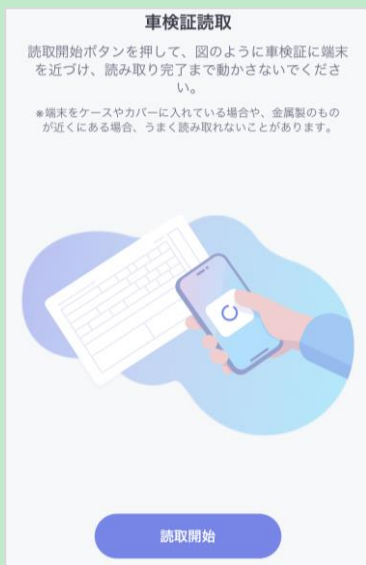 車検証読取
読取開始ボタンを押して、図のように車検証に端末
を近づけ、読み取り完了まで動かさないでくださ
い。
※端末をケースやカバーに入れている場合や、金属製のもの
が近くにある場合、うまく読み取れないことがあります。
読取開始